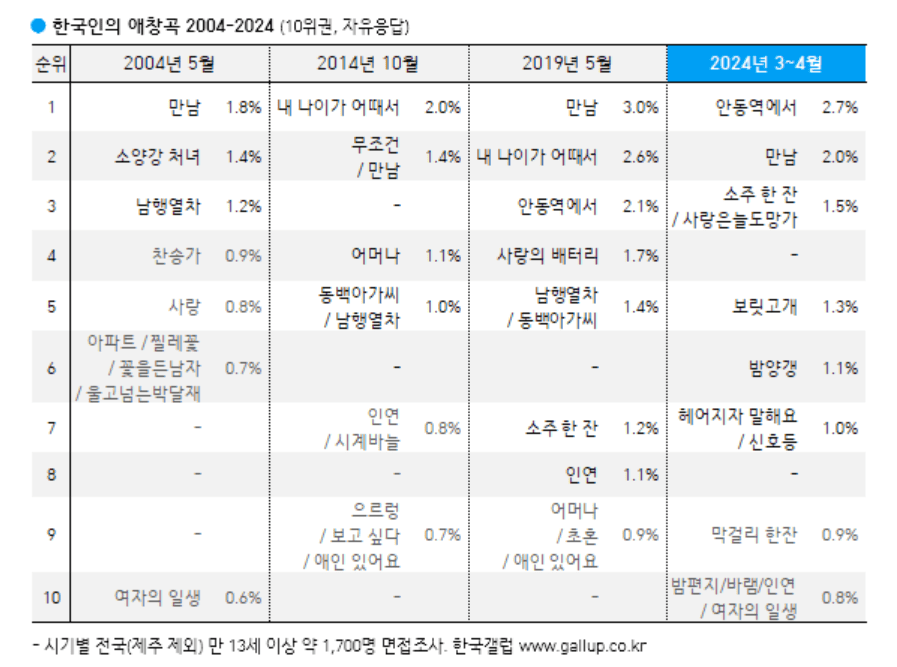 ● 한국인의 애창곡 2004-2024 (10위권, 자유응답)
순위 2004년 5월 2014년 10월 2019년 5월 2024년 3~4월
1 만남 1.8% 내 나이가 어때서 2.0% 만남 3.0% 안동역에서 2.7%
2 소양강 처녀 1.4% 무조건 / 만남 1.4% 내 나이가 어때서 2.6% 만남 2.0%
3 남행열차 1.2% - 안동역에서 2.1% 소주 한 잔 / 사랑은늘도망가 1.5%
4 찬송가 0.9% 어머나 1.1% 사랑의 배터리 1.7% -
5 사랑 0.8% 동백아가씨 / 남행열차 1.0% 남행열차 / 동백아가씨 1.4% 보릿고개 1.3%
6 아파트 / 찔레꽃 / 꽃을든남자 / 울고넘는박달재 0.7% - - 밤양갱 1.1%
7 - 인연 / 시계바늘 0.8% 소주 한 잔 1.2% 헤어지자 말해요 / 신호등 1.0%
8 - - 인연 1.1% -
9 - 으르렁 / 보고 싶다 / 애인 있어요 0.7% 어머나 / 초혼 / 애인 있어요 0.9% 막걸리 한잔 0.9%
10 여자의 일생 0.6% - - 밤편지/바램/인연 / 여자의 일생 0.8%
- 시기별 전국(제주 제외) 만 13세 이상 약 1,700명 면접조사. 한국갤럽 www.gallup.co.kr